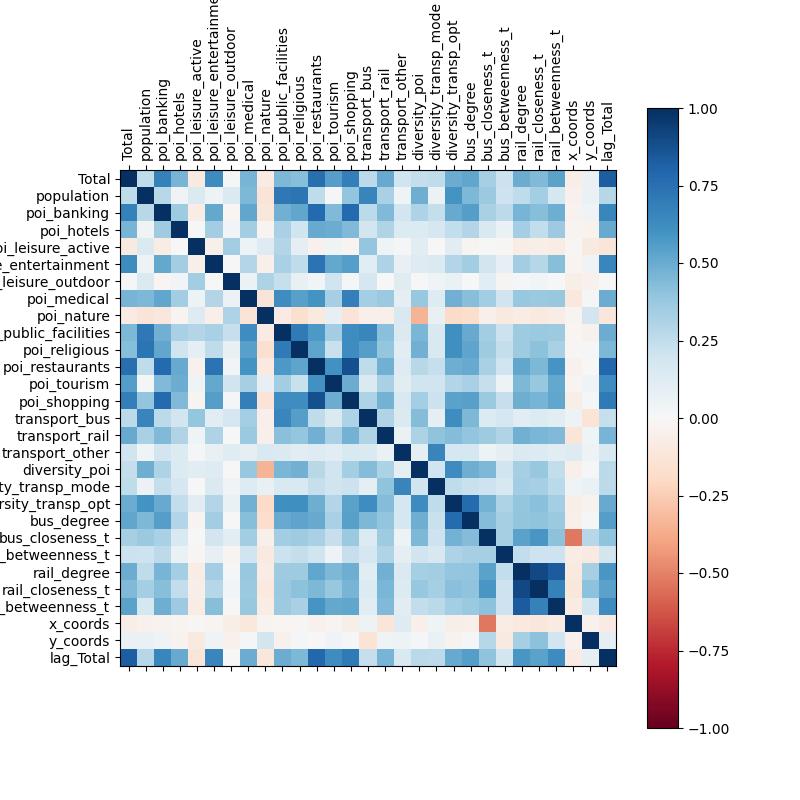 Total
population
poi_banking
poi_hotels
poi_leisure_active
poi_leisure_entertainme
poi_leisure_outdoor
poi_medical
poi_nature
poi_public_facilities
poi_religious
poi_restaurants
poi_tourism
poi_shopping
transport_bus
transport_rail
transport_other
diversity_poi
diversity_transp_mode
diversity_transp_opt
bus_degree
bus_closeness_t
bus_betweenness_t
rail_degree
rail_closeness_t
rail_betweenness_t
x_coords
y_coords
lag_Total
Total
population
poi_banking
poi_hotels
oi_leisure_active
e_entertainment
leisure_outdoor
poi_medical
poi_nature
_public_facilities
poi_religious
poi_restaurants
poi_tourism
poi_shopping
transport_bus
transport_rail
transport_other
diversity_poi
ty_transp_mode
ersity_transp_opt
bus_degree
bus_closeness_t
_betweenness_t
rail_degree
rail_closeness_t
_betweenness_t
x_coords
y_coords
lag_Total
1.00
0.75
0.50
0.25
0.00
−0.25
−0.50
−0.75
−1.00